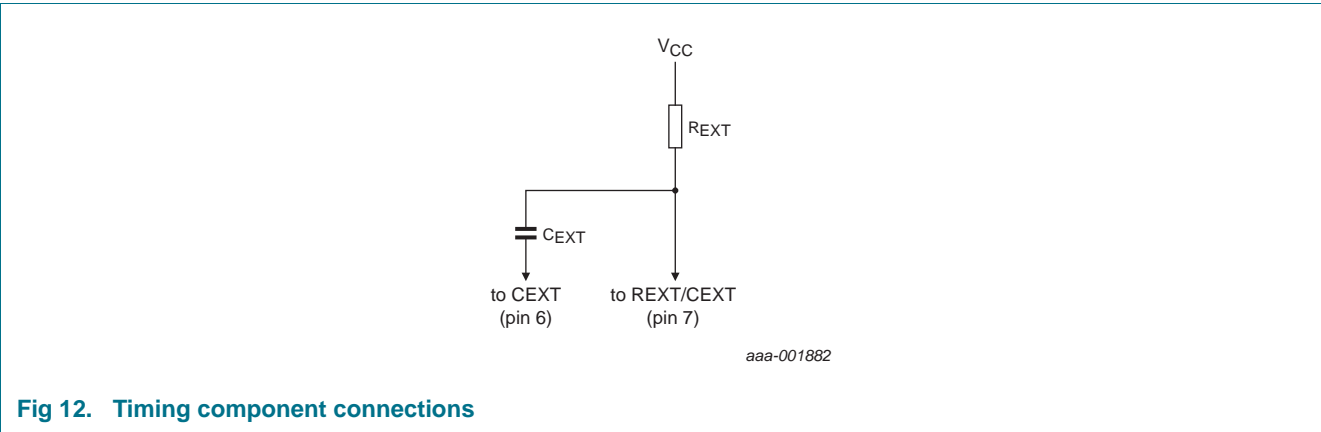 VCC
REXT
CEXT
to CEXT
(pin 6)
to REXT/CEXT
(pin 7)
aaa-001882
Fig 12. Timing component connections